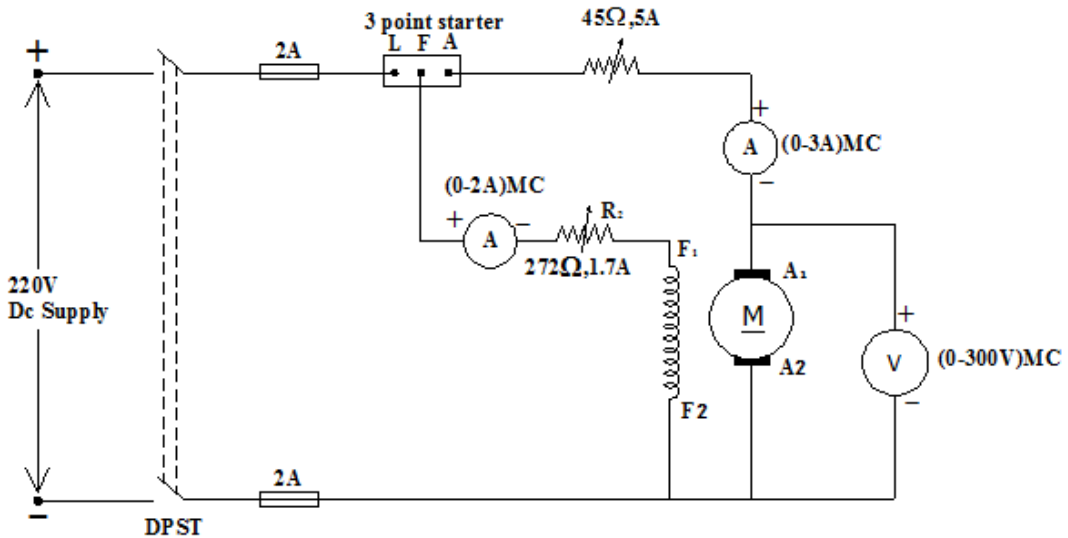 3 point starter
L F A
45Ω,5A
+
2A
+
A
(0-3A)MC
−
(0-2A)MC
+
−
R₂
A
272Ω,1.7A
F₁
A₁
220V
Dc Supply
M
+
A2
V
(0-300V)MC
F2
−
2A
−
DPST